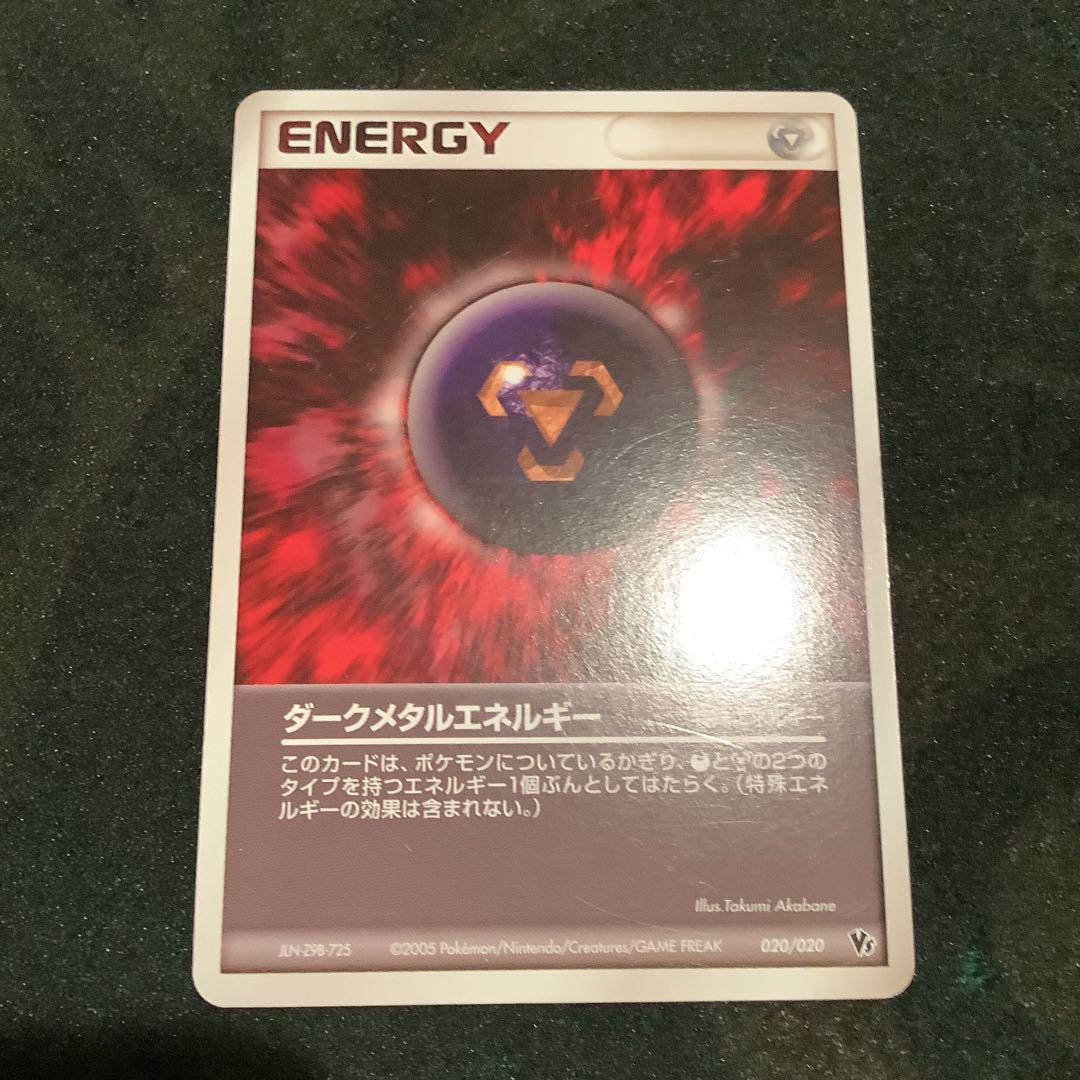 ENERGY
ダークメタルエネルギー
このカードは、ポケモンについているかぎり、との2つの
タイプを持つエネルギー1個ぶんとしてはたらく。(特殊エネ
ルギーの効果は含まれない。)
Illus.Takumi Akabane
JLN-Z9B-725 ©2005 Pokémon/Nintendo/Creatures/GAME FREAK 020/020 Vs